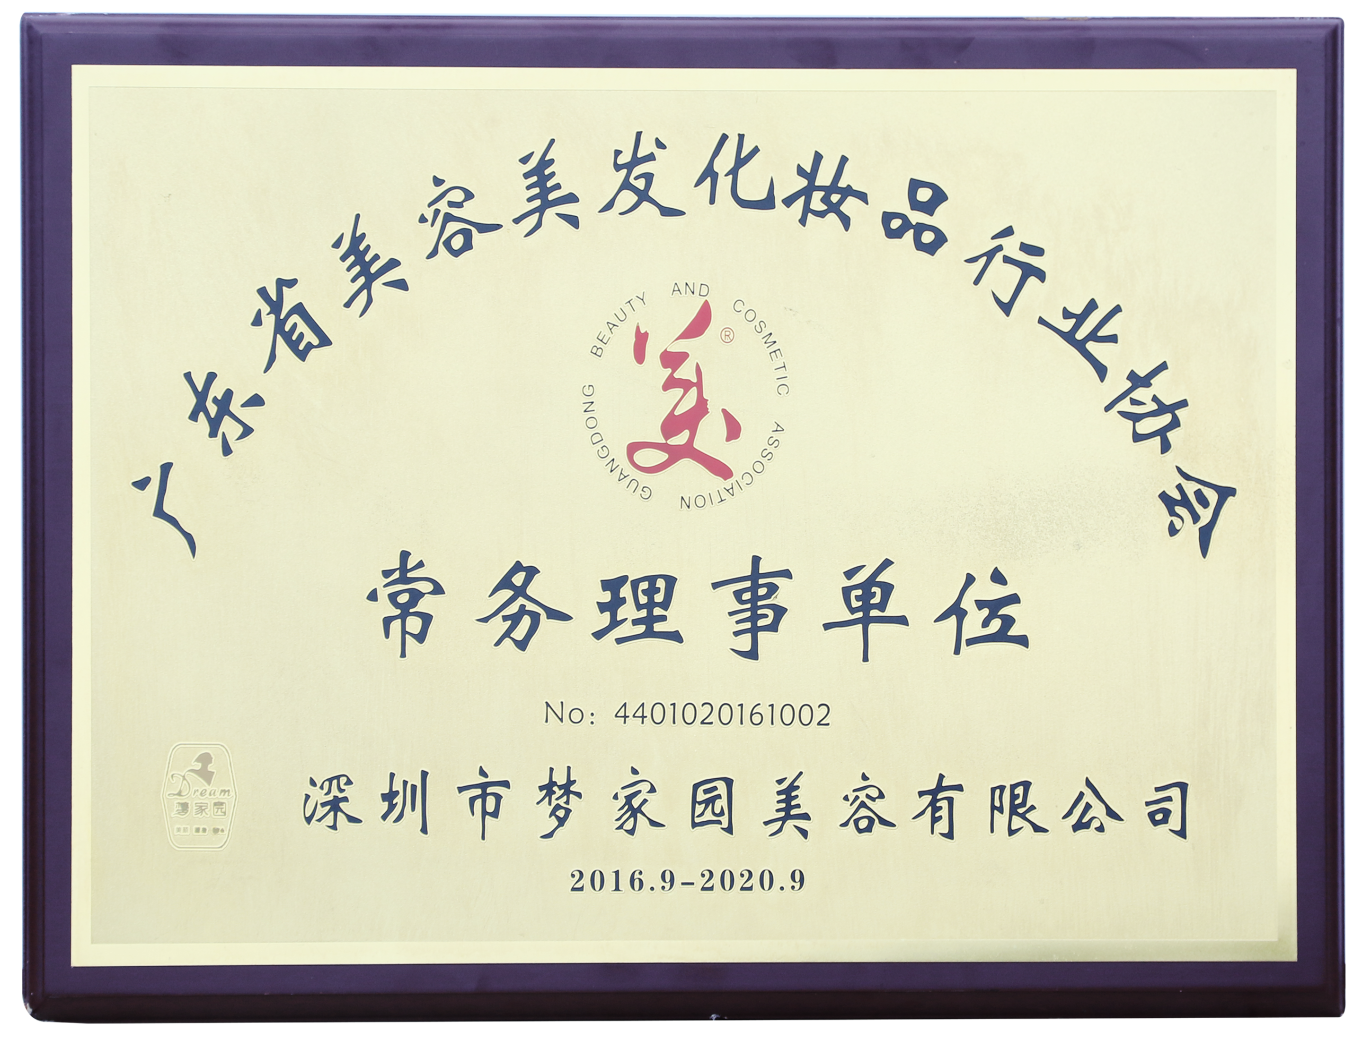 广东省美容美发化妆品行业协会
GUANGDONG BEAUTY AND COSMETIC ASSOCIATION
美
®
常务理事单位
No: 4401020161002
Dream
梦家园
深圳市梦家园美容有限公司
2016.9-2020.9